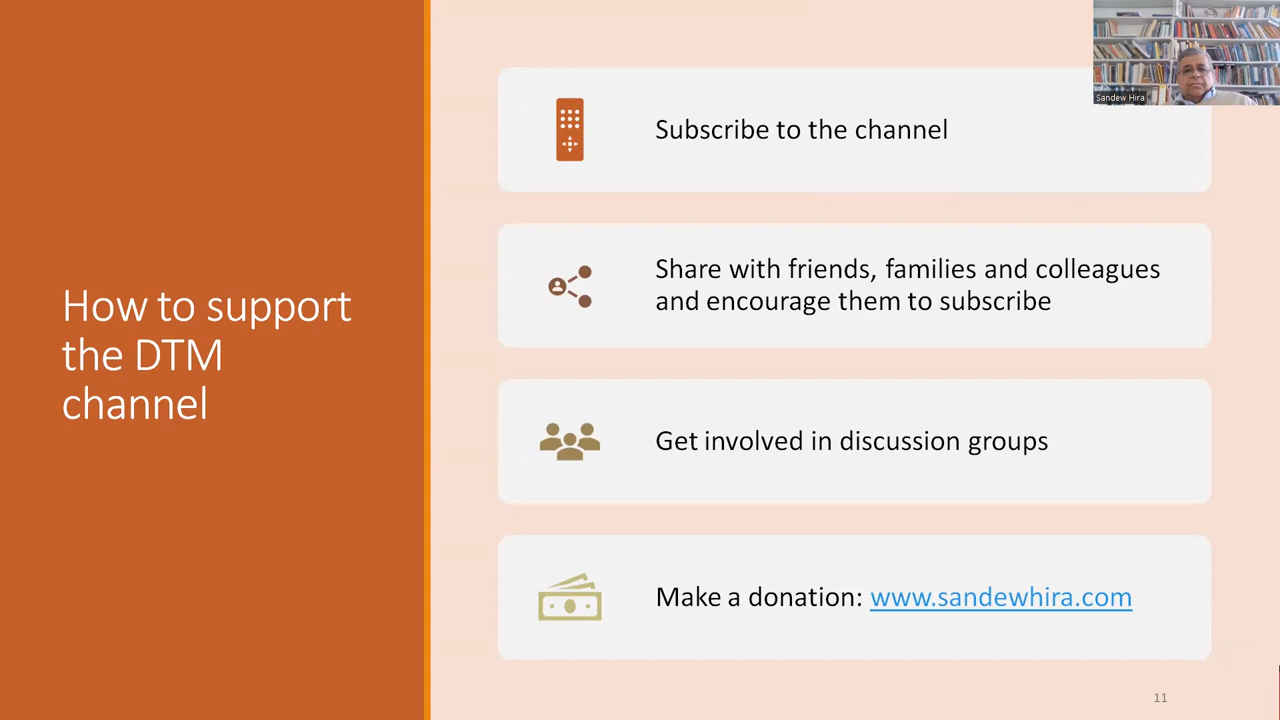 How to support
the DTM
channel
Subscribe to the channel
Share with friends, families and colleagues
and encourage them to subscribe
Get involved in discussion groups
Make a donation: www.sandewhira.com
Sandew Hira
11